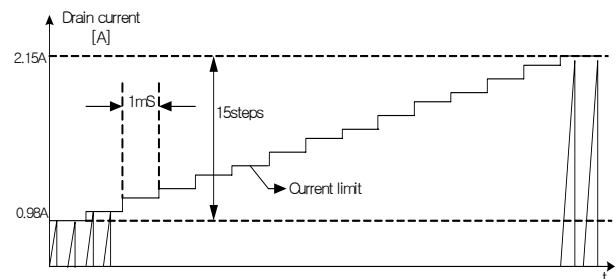 Drain current
[A]
2.15A
1mS
15steps
Current limit
0.98A
t